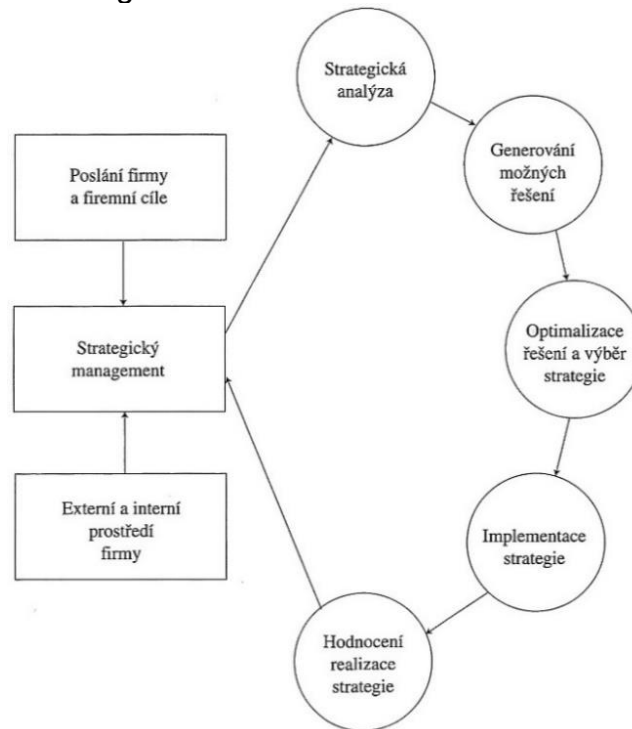 Strategická
analýza
Generování
možných
řešení
Poslání firmy
a firemní cíle
Optimalizace
řešení a výběr
strategie
Strategický
management
Externí a interní
prostředí
firmy
Implementace
strategie
Hodnocení
realizace
strategie